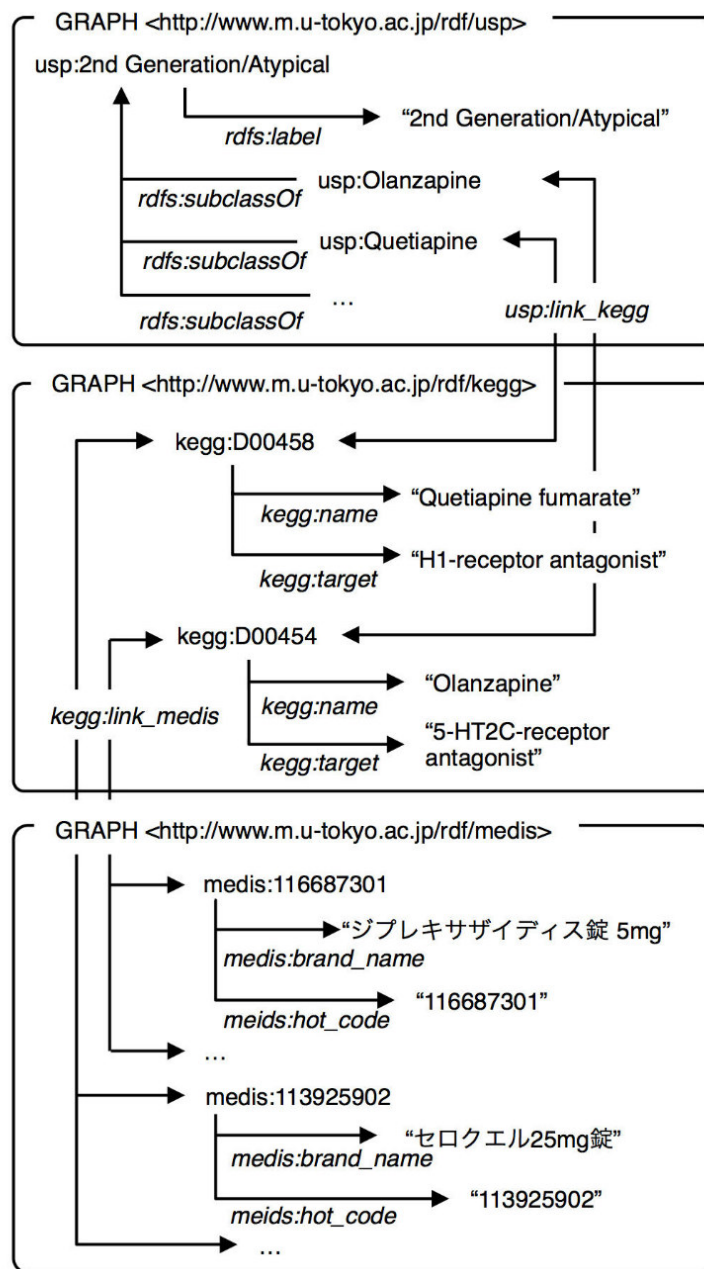 GRAPH <http://www.m.u-tokyo.ac.jp/rdf/usp>
usp:2nd Generation/Atypical
“2nd Generation/Atypical”
rdfs:label
usp:Olanzapine
rdfs:subclassOf
usp:Quetiapine
rdfs:subclassOf
...
rdfs:subclassOf
usp:link_kegg
GRAPH <http://www.m.u-tokyo.ac.jp/rdf/kegg>
kegg:D00458
“Quetiapine fumarate”
kegg:name
“H1-receptor antagonist”
kegg:target
kegg:D00454
“Olanzapine”
kegg:name
kegg:link_medis
“5-HT2C-receptor
antagonist”
kegg:target
GRAPH <http://www.m.u-tokyo.ac.jp/rdf/medis>
medis:116687301
“ジプレキサザイディス錠 5mg”
medis:brand_name
“116687301”
meids:hot_code
...
medis:113925902
“セロクエル25mg錠”
medis:brand_name
“113925902”
meids:hot_code
...